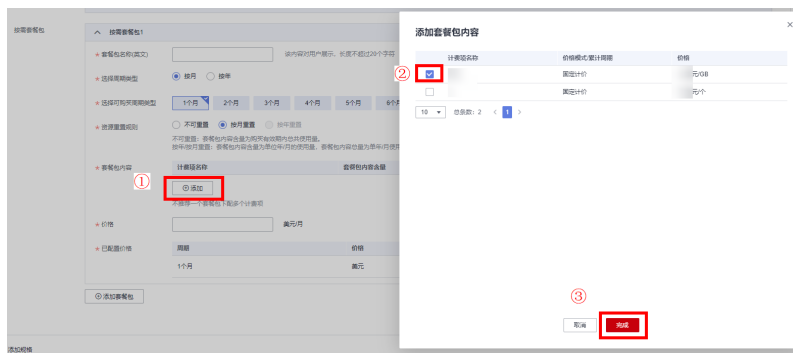 按需套餐包
按需套餐包1
* 套餐包名称(英文)
该内容对用户展示，长度不超过20个字符
* 选择周期类型
按月
按年
* 选择可购买周期类型
1个月
2个月
3个月
4个月
5个月
6个月
* 资源重置规则
不可重置
按月重置
按年重置
不可重置：套餐包内容含量为购买有效期内总共使用量。
按年/按月重置：套餐包内容含量为单位年/月的使用量，套餐包内容总量为单年/月使用
* 套餐包内容
计费项名称
套餐包内容含量
①
添加
不推荐一个套餐包下配多个计费项
* 价格
美元/月
* 已配置价格
周期
价格
1个月
美元
添加套餐包
添加规格
添加套餐包内容
×
计费项名称
价格模式/累计周期
价格
②
固定计价
元/GB
固定计价
元/个
10
总条数：2
<
1
>
③
取消
完成